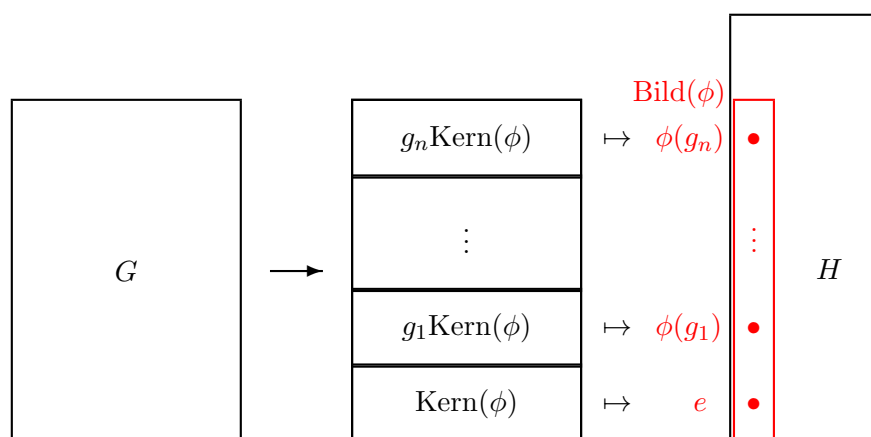 Bild(ϕ)
gₙKern(ϕ) ↦ ϕ(gₙ)
⋮ ⋮
G → H
g₁Kern(ϕ) ↦ ϕ(g₁)
Kern(ϕ) ↦ e